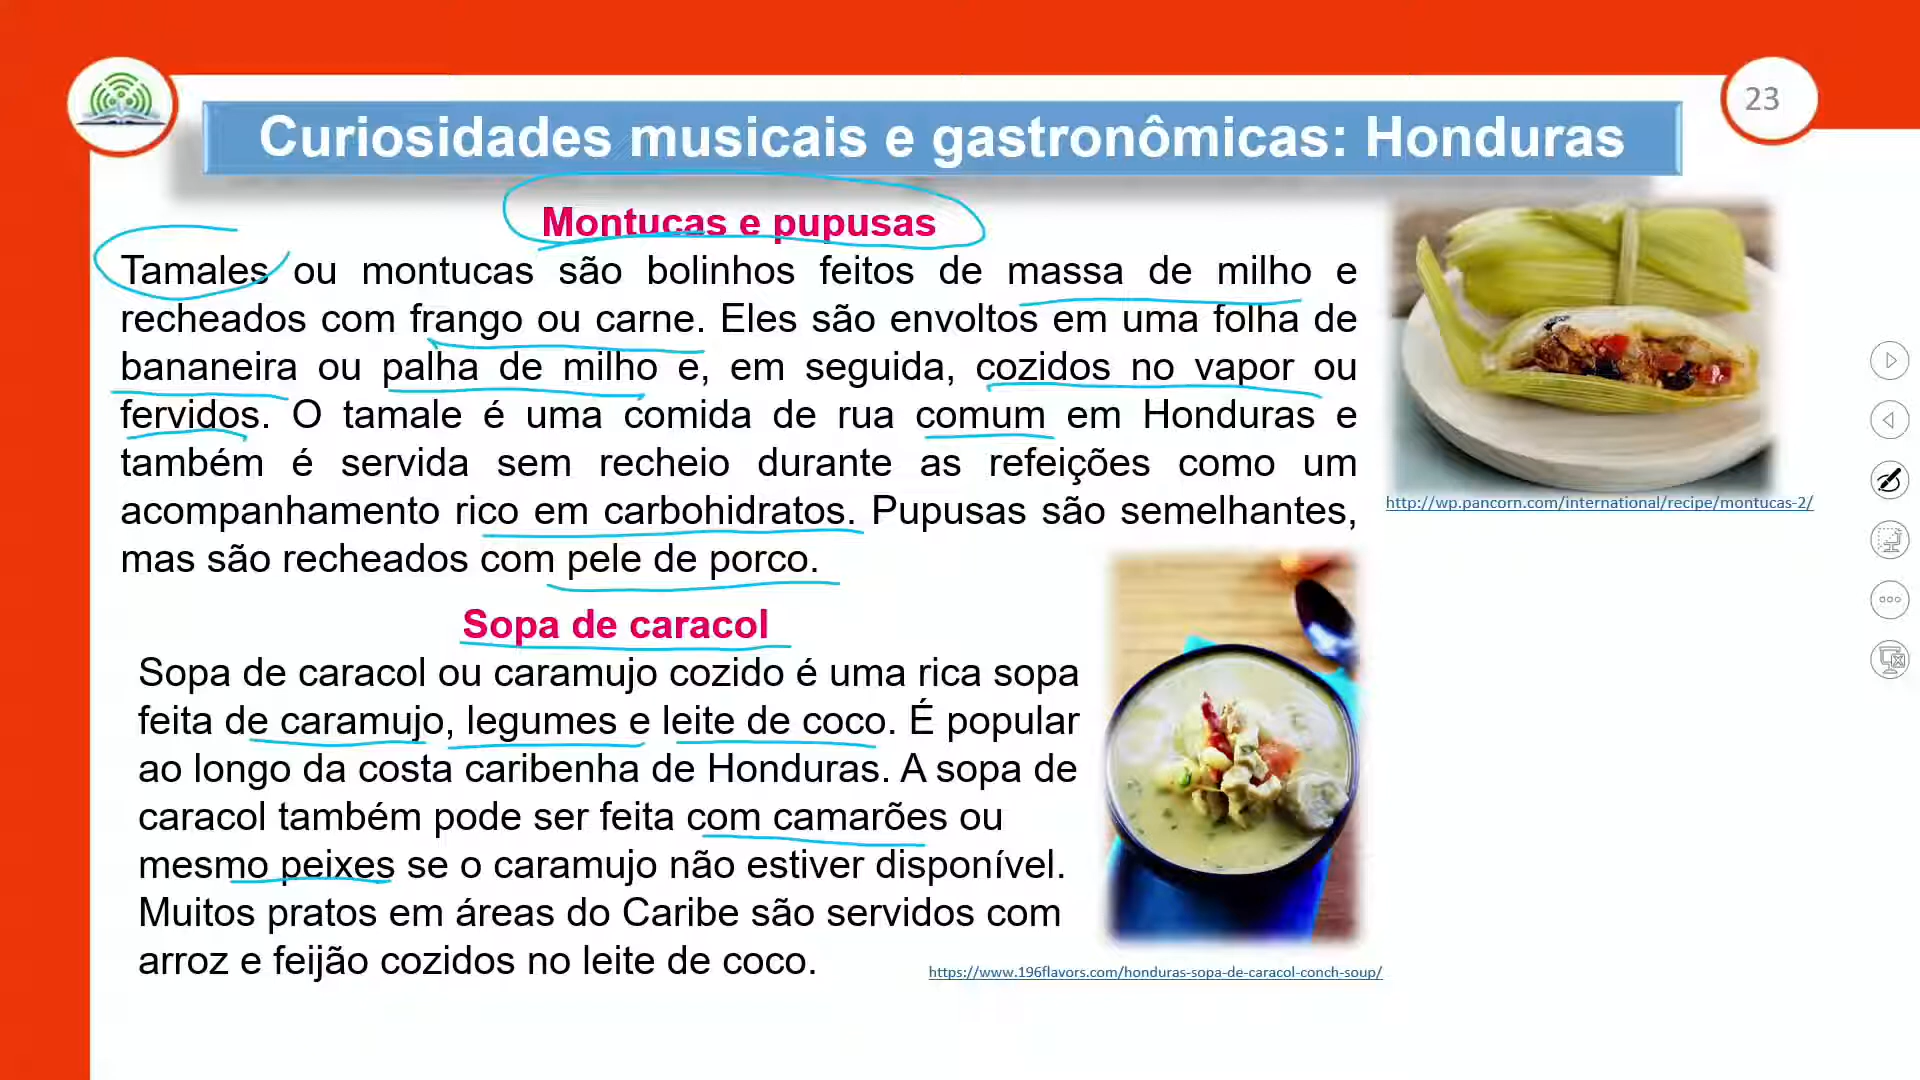 23
Curiosidades musicais e gastronômicas: Honduras
Montucas e pupusas
Tamales ou montucas são bolinhos feitos de massa de milho e
recheados com frango ou carne. Eles são envoltos em uma folha de
bananeira ou palha de milho e, em seguida, cozidos no vapor ou
fervidos. O tamale é uma comida de rua comum em Honduras e
também é servida sem recheio durante as refeições como um
acompanhamento rico em carbohidratos. Pupusas são semelhantes,
mas são recheados com pele de porco.
http://wp.pancorn.com/international/recipe/montucas-2/
Sopa de caracol
Sopa de caracol ou caramujo cozido é uma rica sopa
feita de caramujo, legumes e leite de coco. É popular
ao longo da costa caribenha de Honduras. A sopa de
caracol também pode ser feita com camarões ou
mesmo peixes se o caramujo não estiver disponível.
Muitos pratos em áreas do Caribe são servidos com
arroz e feijão cozidos no leite de coco.
https://www.196flavors.com/honduras-sopa-de-caracol-conch-soup/